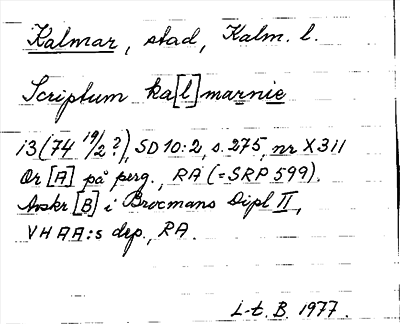 Kalmar, stad, Kalm. l.
Scriptum ka[l]marnie
13(74 19/2?), SD 10:2, s. 275, nr X 311
Or [A] på perg., RA (=SRP 599).
Avskr [B] i Brocmans Dipl II,
VHAA:s dep., RA.
L-t. B. 1977.